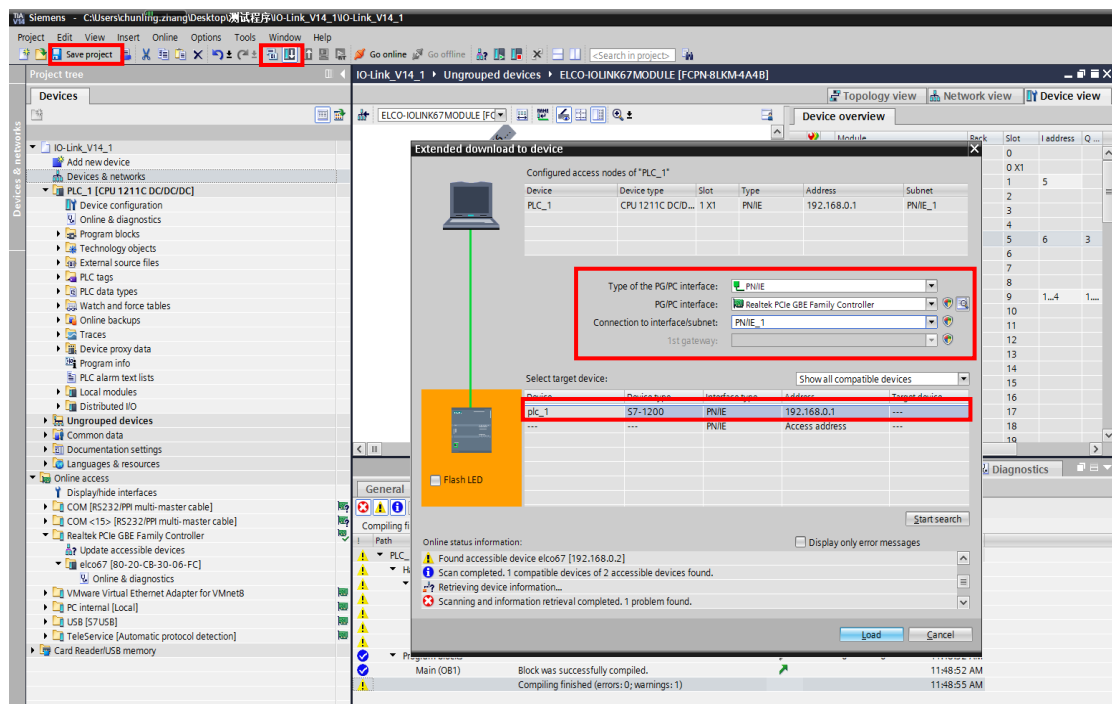 Siemens - C:\Users\chunling.zhang\Desktop\测试程序\IO-Link_V14_1\IO-Link_V14_1
Project Edit View Insert Online Options Tools Window Help
Save project Go online Go offline <Search in project>
Project tree
IO-Link_V14_1 ▸ Ungrouped devices ▸ ELCO-IOLINK67MODULE [FCPN-8LKM-4A4B]
Devices
Topology view Network view Device view
ELCO-IOLINK67MODULE [FC
Device overview
Module Rack Slot I address Q ...
Devices & networks
IO-Link_V14_1
Add new device
Devices & networks
PLC_1 [CPU 1211C DC/DC/DC]
Device configuration
Online & diagnostics
Program blocks
Technology objects
External source files
PLC tags
PLC data types
Watch and force tables
Online backups
Traces
Device proxy data
Program info
PLC alarm text lists
Local modules
Distributed I/O
Ungrouped devices
Common data
Documentation settings
Languages & resources
Online access
Display/hide interfaces
COM [RS232/PPI multi-master cable]
COM <15> [RS232/PPI multi-master cable]
Realtek PCIe GBE Family Controller
Update accessible devices
elco67 [80-20-CB-30-06-FC]
Online & diagnostics
VMware Virtual Ethernet Adapter for VMnet8
PC internal [Local]
USB [S7USB]
TeleService [Automatic protocol detection]
Card Reader/USB memory
Extended download to device
Configured access nodes of "PLC_1"
Device Device type Slot Type Address Subnet
PLC_1 CPU 1211C DC/D... 1 X1 PN/IE 192.168.0.1 PN/IE_1
Type of the PG/PC interface: PN/IE
PG/PC interface: Realtek PCIe GBE Family Controller
Connection to interface/subnet: PN/IE_1
1st gateway:
Select target device: Show all compatible devices
Device Device type Interface type Address Target device
plc_1 S7-1200 PN/IE 192.168.0.1 ---
--- --- PN/IE Access address ---
Flash LED
Start search
Online status information: Display only error messages
Found accessible device elco67 [192.168.0.2]
Scan completed. 1 compatible devices of 2 accessible devices found.
Retrieving device information...
Scanning and information retrieval completed. 1 problem found.
Load Cancel
0
0 X1
1 5
2
3
4
5 6 3
6
7
8
9 1...4 1....
10
11
12
13
14
15
16
17
18
19
Diagnostics
General
Compiling fi
! Path
PLC_
Main (OB1) Block was successfully compiled. 11:48:52 AM
Compiling finished (errors: 0; warnings: 1) 11:48:55 AM